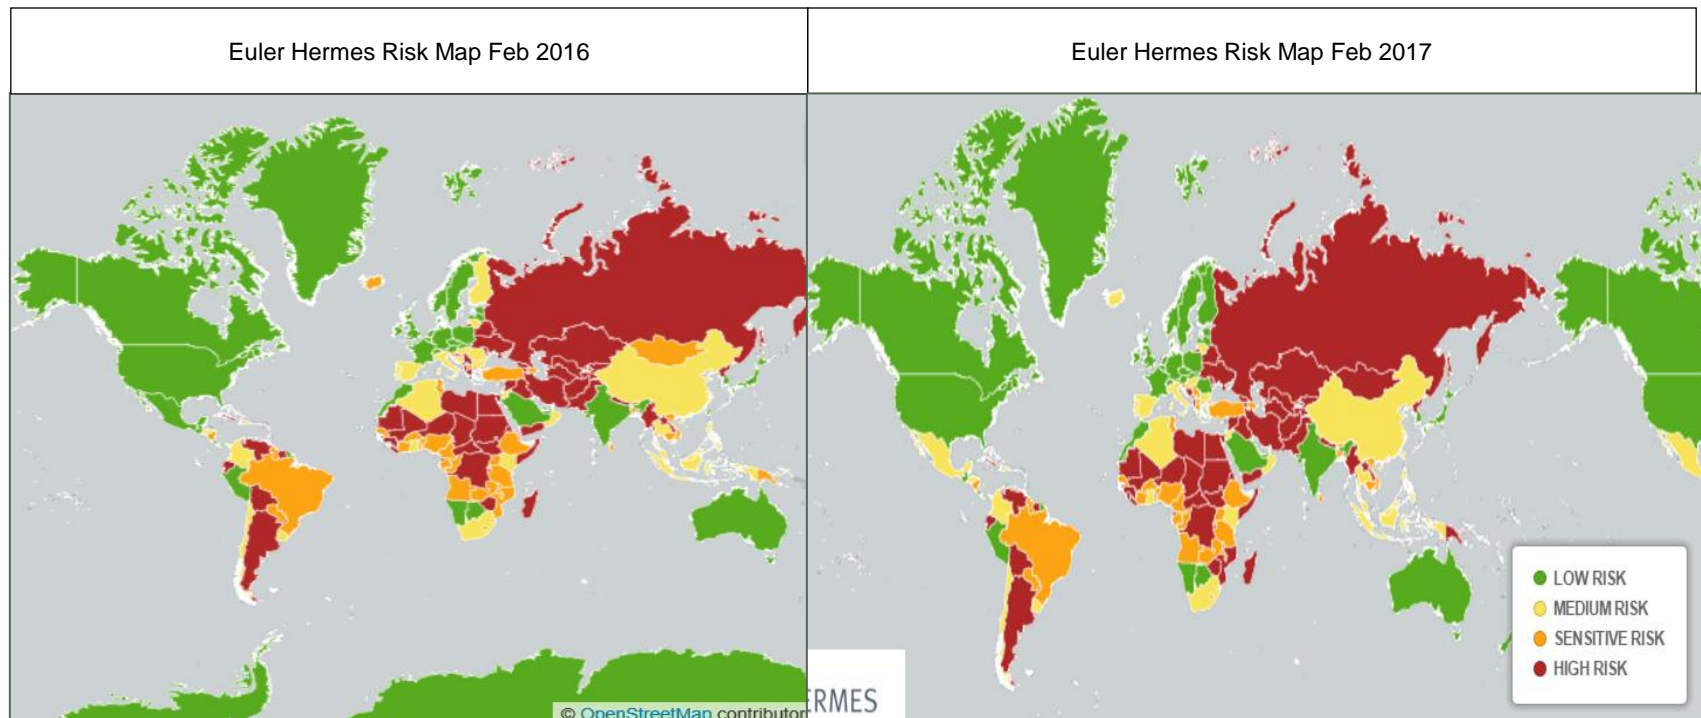 Euler Hermes Risk Map Feb 2016
Euler Hermes Risk Map Feb 2017
LOW RISK
MEDIUM RISK
SENSITIVE RISK
HIGH RISK
ERMES
© OpenStreetMap contributor